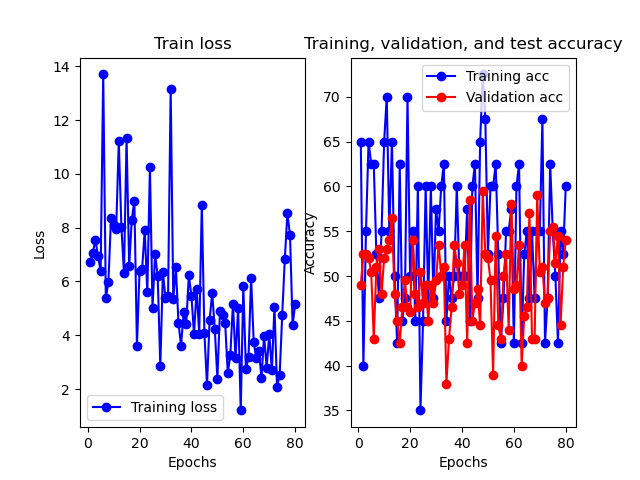 Train loss
Loss
14
12
10
8
6
4
2
Training loss
0
20
40
60
80
Epochs
Training, validation, and test accuracy
Accuracy
70
65
60
55
50
45
40
35
Training acc
Validation acc
0
20
40
60
80
Epochs